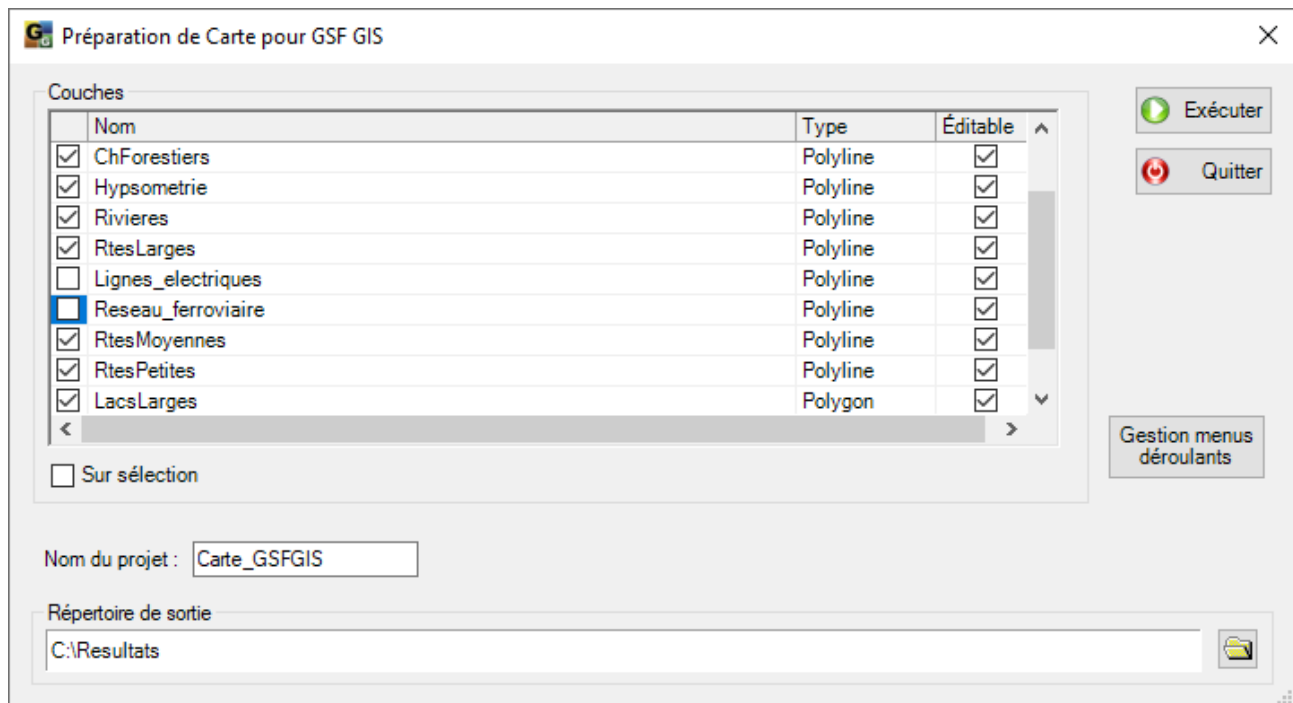 Préparation de Carte pour GSF GIS
Couches
Nom Type Éditable
ChForestiers Polyline
Hypsometrie Polyline
Rivieres Polyline
RtesLarges Polyline
Lignes_electriques Polyline
Reseau_ferroviaire Polyline
RtesMoyennes Polyline
RtesPetites Polyline
LacsLarges Polygon
Sur sélection
Exécuter
Quitter
Gestion menus
déroulants
Nom du projet : Carte_GSFGIS
Répertoire de sortie
C:\Resultats